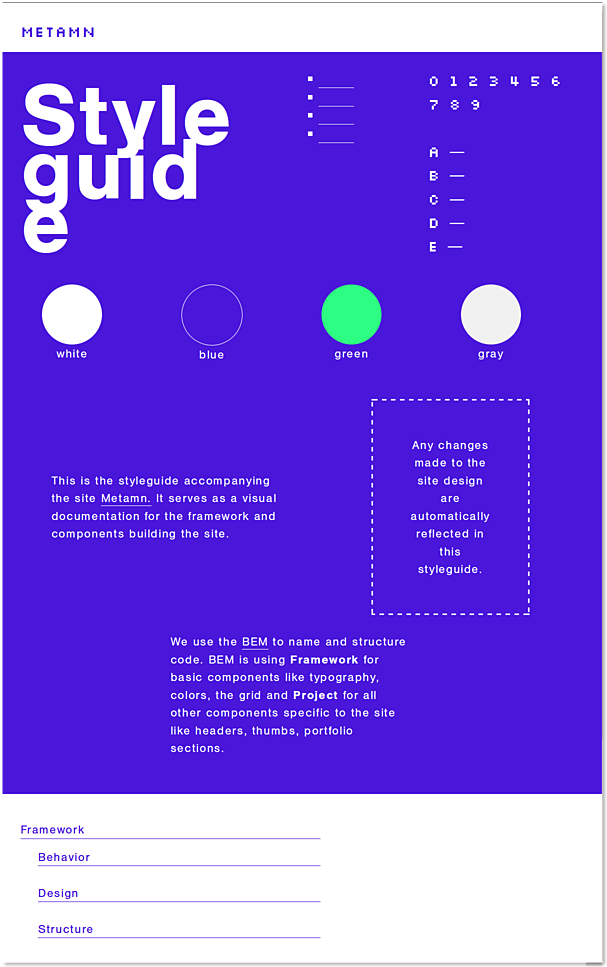 METAMN
Style
guid
e
0 1 2 3 4 5 6
7 8 9
A —
B —
C —
D —
E —
white
blue
green
gray
This is the styleguide accompanying
the site Metamn. It serves as a visual
documentation for the framework and
components building the site.
Any changes
made to the
site design
are
automatically
reflected in
this
styleguide.
We use the BEM to name and structure
code. BEM is using Framework for
basic components like typography,
colors, the grid and Project for all
other components specific to the site
like headers, thumbs, portfolio
sections.
Framework
Behavior
Design
Structure